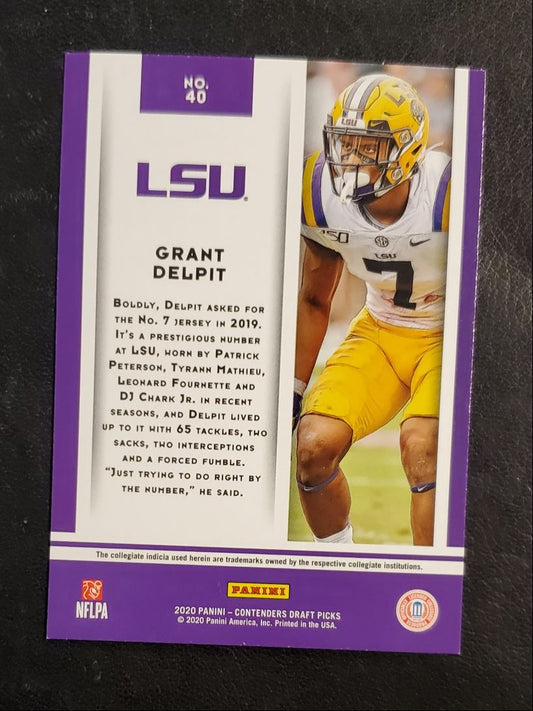 NO.
40
LSU
GRANT
DELPIT
BOLDLY, DELPIT ASKED FOR
THE NO. 7 JERSEY IN 2019.
IT'S A PRESTIGIOUS NUMBER
AT LSU, WORN BY PATRICK
PETERSON, TYRANN MATHIEU,
LEONARD FOURNETTE AND
DJ CHARK JR. IN RECENT
SEASONS, AND DELPIT LIVED
UP TO IT WITH 65 TACKLES, TWO
SACKS, TWO INTERCEPTIONS
AND A FORCED FUMBLE.
"JUST TRYING TO DO RIGHT BY
THE NUMBER," HE SAID.
LSU
150
SEC
LSU
7
The collegiate indicia used herein are trademarks owned by the respective collegiate institutions.
NFLPA
PANINI
2020 PANINI – CONTENDERS DRAFT PICKS
© 2020 Panini America, Inc. Printed in the USA.